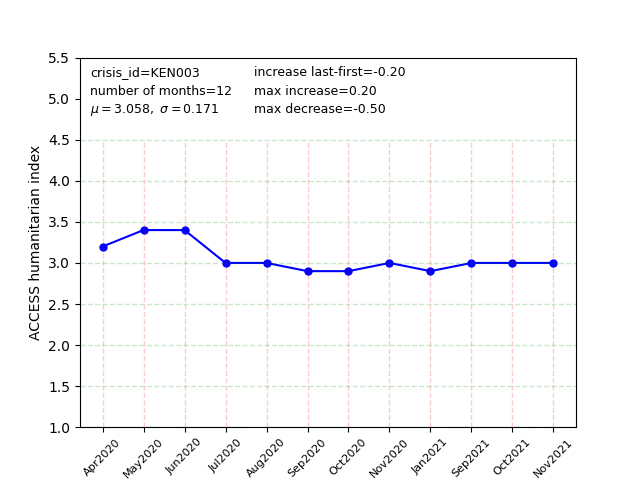 crisis_id=KEN003
number of months=12
μ = 3.058, σ = 0.171
increase last-first=-0.20
max increase=0.20
max decrease=-0.50
ACCESS humanitarian index
5.5
5.0
4.5
4.0
3.5
3.0
2.5
2.0
1.5
1.0
Apr2020
May2020
Jun2020
Jul2020
Aug2020
Sep2020
Oct2020
Nov2020
Jan2021
Sep2021
Oct2021
Nov2021